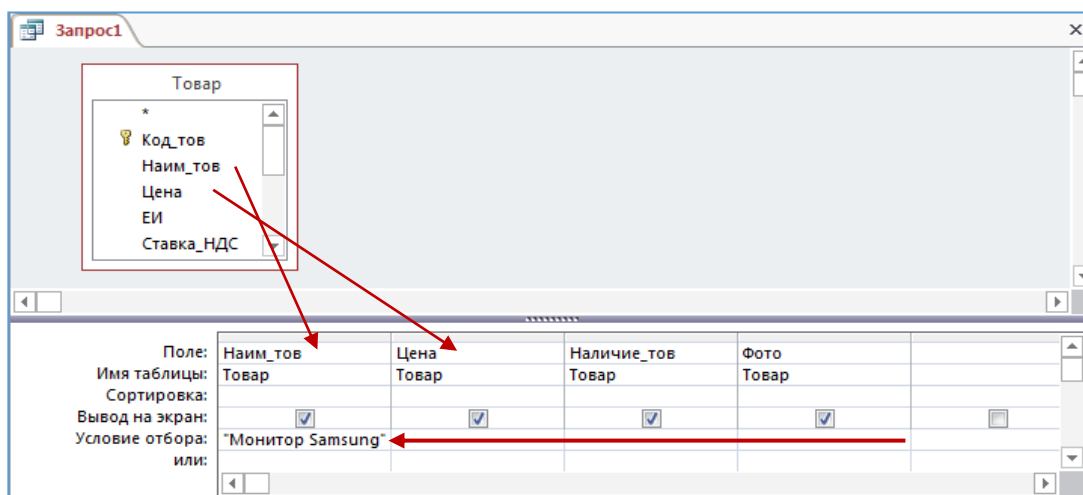 Запрос1
Товар
*
Код_тов
Наим_тов
Цена
ЕИ
Ставка_НДС
Поле: Наим_тов Цена Наличие_тов Фото
Имя таблицы: Товар Товар Товар Товар
Сортировка:
Вывод на экран:
Условие отбора: "Монитор Samsung"
или: